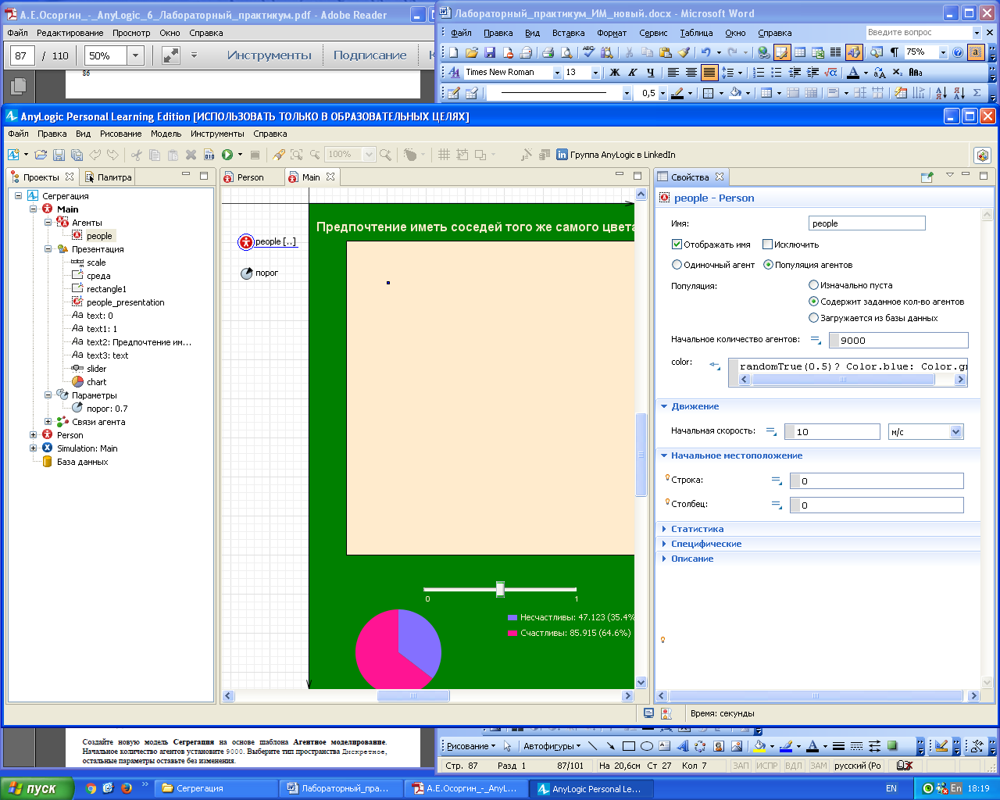 А.Е.Осоргин_-_AnyLogic_6_Лабораторный_практикум.pdf - Adobe Reader
Файл Редактирование Просмотр Окно Справка
87 / 110 50% Инструменты Подписание
86
Лабораторный_практикум_ИМ_новый.docx - Microsoft Word
Файл Правка Вид Вставка Формат Сервис Таблица Окно Справка Введите вопрос
75%
Times New Roman 13 Ж К Ч
0,5
AnyLogic Personal Learning Edition [ИСПОЛЬЗОВАТЬ ТОЛЬКО В ОБРАЗОВАТЕЛЬНЫХ ЦЕЛЯХ]
Файл Правка Вид Рисование Модель Инструменты Справка
100% Группа AnyLogic в LinkedIn
Проекты Палитра
Сегрегация
Main
Агенты
people
Презентация
scale
среда
rectangle1
people_presentation
Aa text: 0
Aa text1: 1
Aa text2: Предпочтение им...
Aa text3: text
slider
chart
Параметры
порог: 0.7
Связи агента
Person
Simulation: Main
База данных
Person Main
people [..]
порог
Предпочтение иметь соседей того же самого цвета
0 1
Несчастливы: 47.123 (35.4%
Счастливы: 85.915 (64.6%)
Свойства
people - Person
Имя: people
Отображать имя Исключить
Одиночный агент Популяция агентов
Популяция: Изначально пуста
Содержит заданное кол-во агентов
Загружается из базы данных
Начальное количество агентов: 9000
color: randomTrue(0.5)? Color.blue: Color.gr
Движение
Начальная скорость: 10 м/с
Начальное местоположение
Строка: 0
Столбец: 0
Статистика
Специфические
Описание
Время: секунды
Создайте новую модель Сегрегация на основе шаблона Агентное моделирование.
Начальное количество агентов установите 9000. Выберите тип пространства Дискретное,
остальные параметры оставьте без изменения.
Рисование Автофигуры
Стр. 87 Разд 1 87/101 На 20,6см Ст 27 Кол 7 ЗАП ИСПР ВДЛ ЗАМ русский (Ро
пуск Сегрегация Лабораторный_пра... А.Е.Осоргин_-_AnyL... AnyLogic Personal Le... EN En 18:19